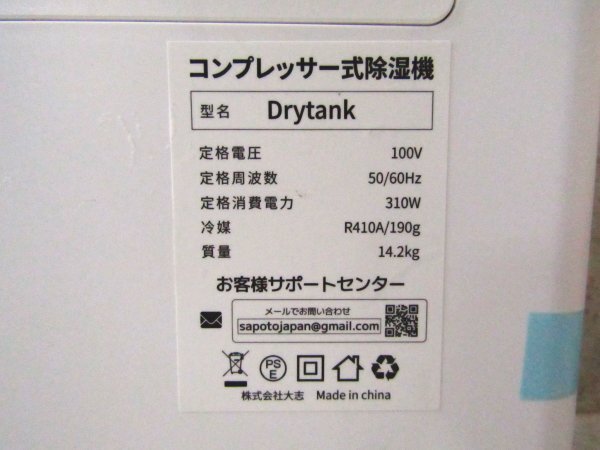 コンプレッサー式除湿機
型名 Drytank
定格電圧 100V
定格周波数 50/60Hz
定格消費電力 310W
冷媒 R410A/190g
質量 14.2kg
お客様サポートセンター
メールでお問い合わせ
sapotojapan@gmail.com
PS
E
株式会社大志 Made in china